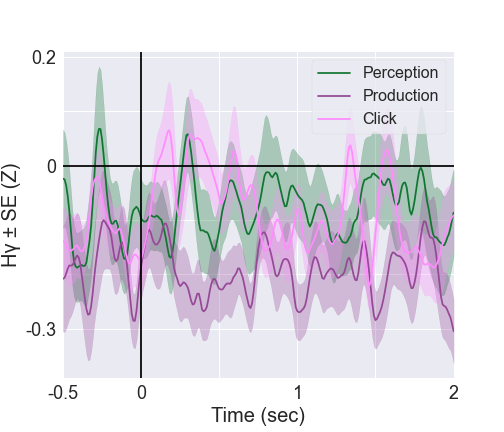 0.2
Perception
Production
Click
0
Hγ ± SE (Z)
-0.3
-0.5 0 1 2
Time (sec)